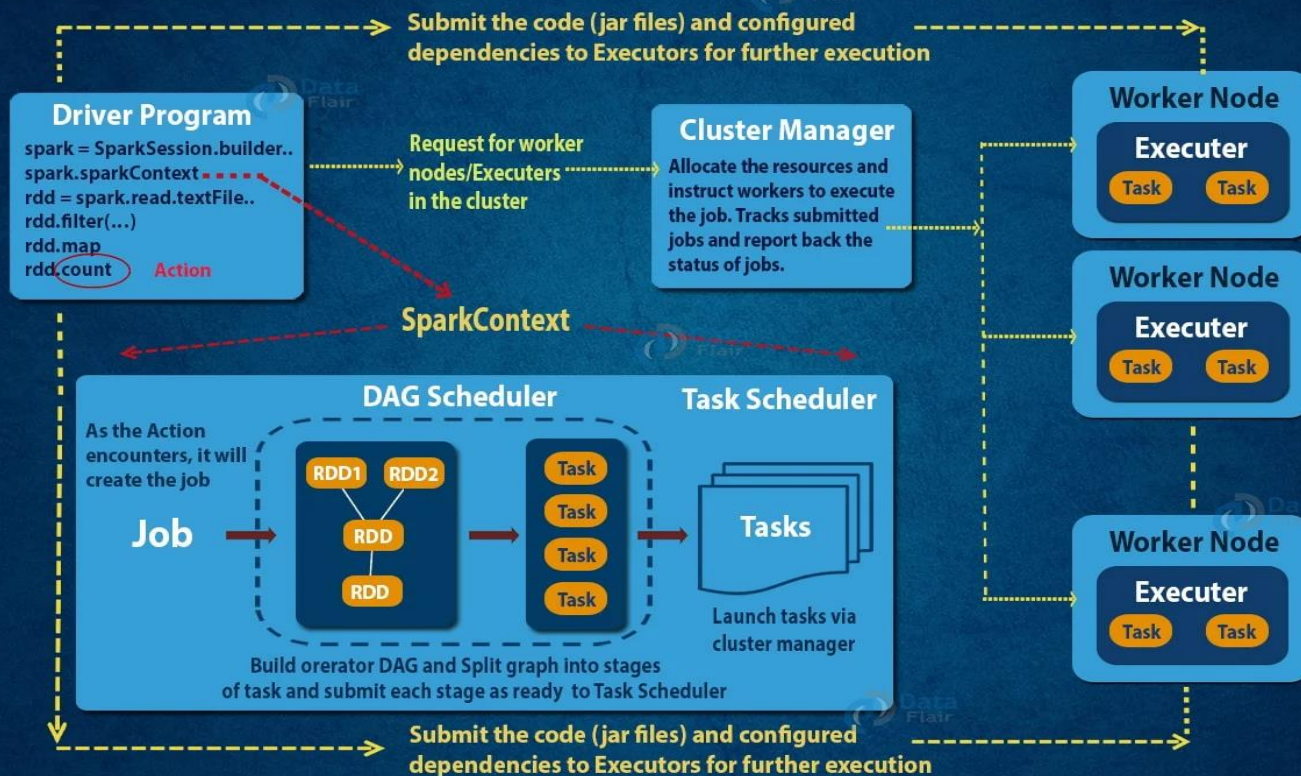 Submit the code (jar files) and configured
dependencies to Executors for further execution
Data
Flair
Driver Program
spark = SparkSession.builder..
spark.sparkContext
rdd = spark.read.textFile..
rdd.filter(...)
rdd.map
rdd.count
Action
Request for worker
nodes/Executers
in the cluster
Cluster Manager
Allocate the resources and
instruct workers to execute
the job. Tracks submitted
jobs and report back the
status of jobs.
Worker Node
Executer
Task Task
Worker Node
Executer
Task Task
Worker Node
Executer
Task Task
SparkContext
Flair
DAG Scheduler
Task Scheduler
As the Action
encounters, it will
create the job
Job
RDD1 RDD2
RDD
RDD
Task
Task
Task
Task
Tasks
Launch tasks via
cluster manager
Build orerator DAG and Split graph into stages
of task and submit each stage as ready to Task Scheduler
Data
Flair
Submit the code (jar files) and configured
dependencies to Executors for further execution